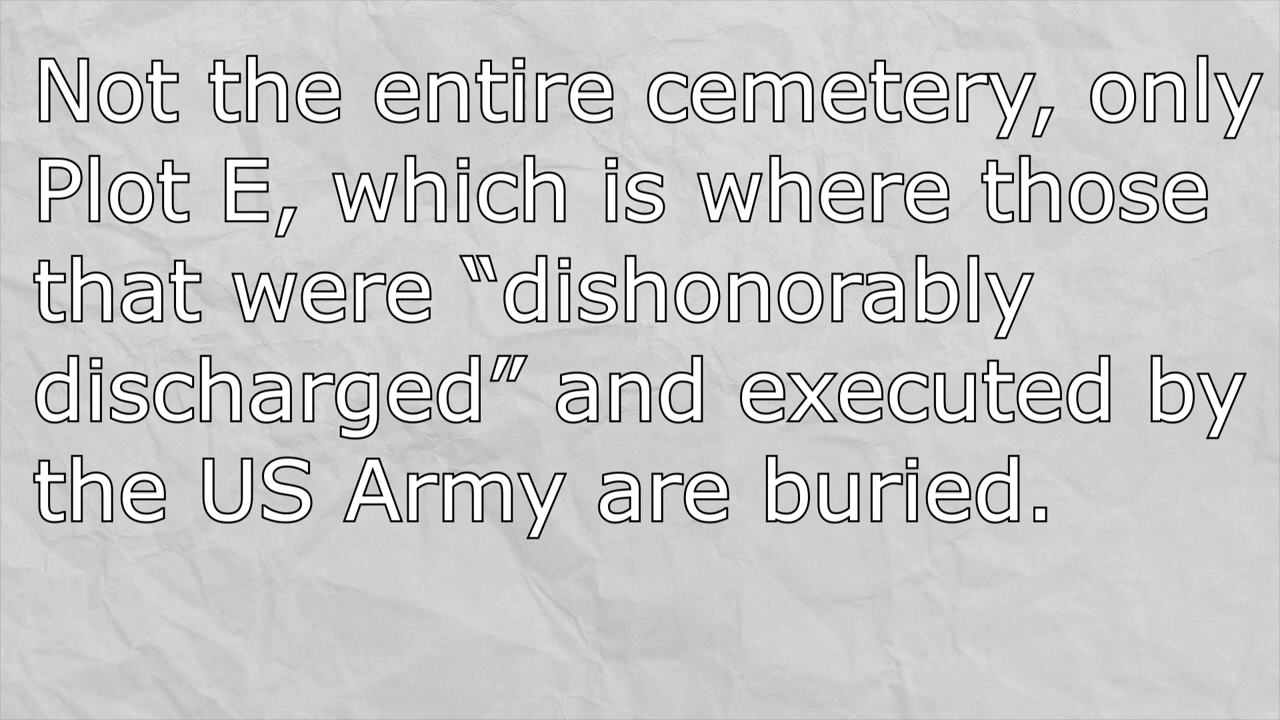 Not the entire cemetery, only
Plot E, which is where those
that were “dishonorably
discharged” and executed by
the US Army are buried.